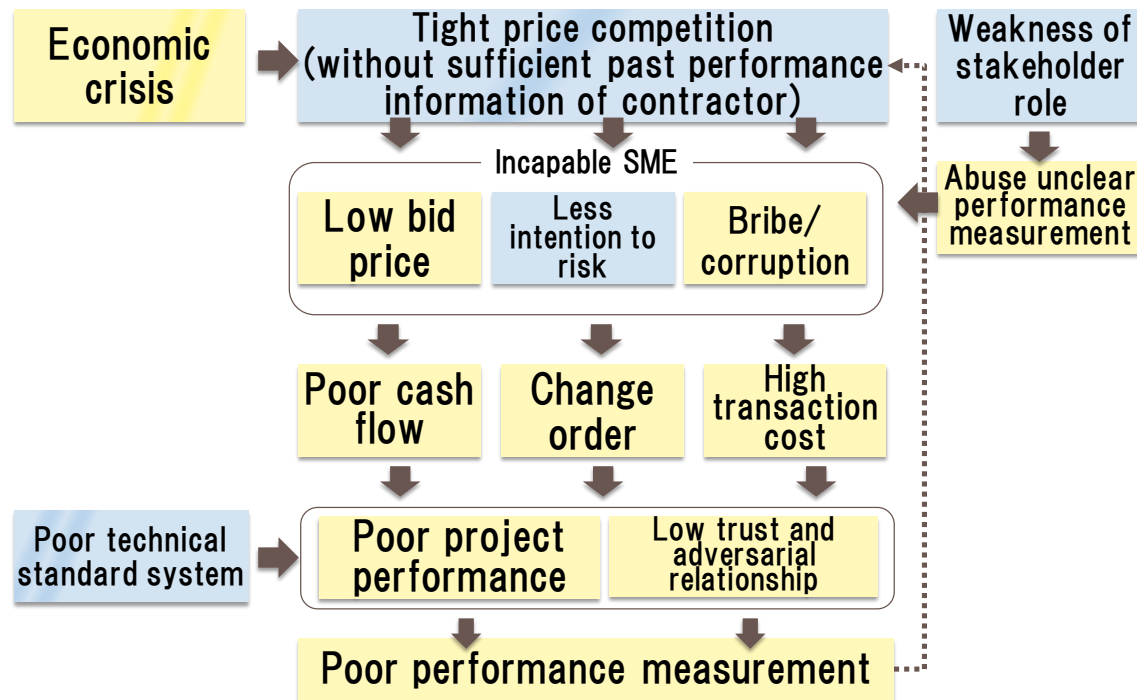 Economic
crisis
Tight price competition
(without sufficient past performance
information of contractor)
Weakness of
stakeholder
role
Incapable SME
Low bid
price
Less
intention to
risk
Bribe/
corruption
Abuse unclear
performance
measurement
Poor cash
flow
Change
order
High
transaction
cost
Poor technical
standard system
Poor project
performance
Low trust and
adversarial
relationship
Poor performance measurement